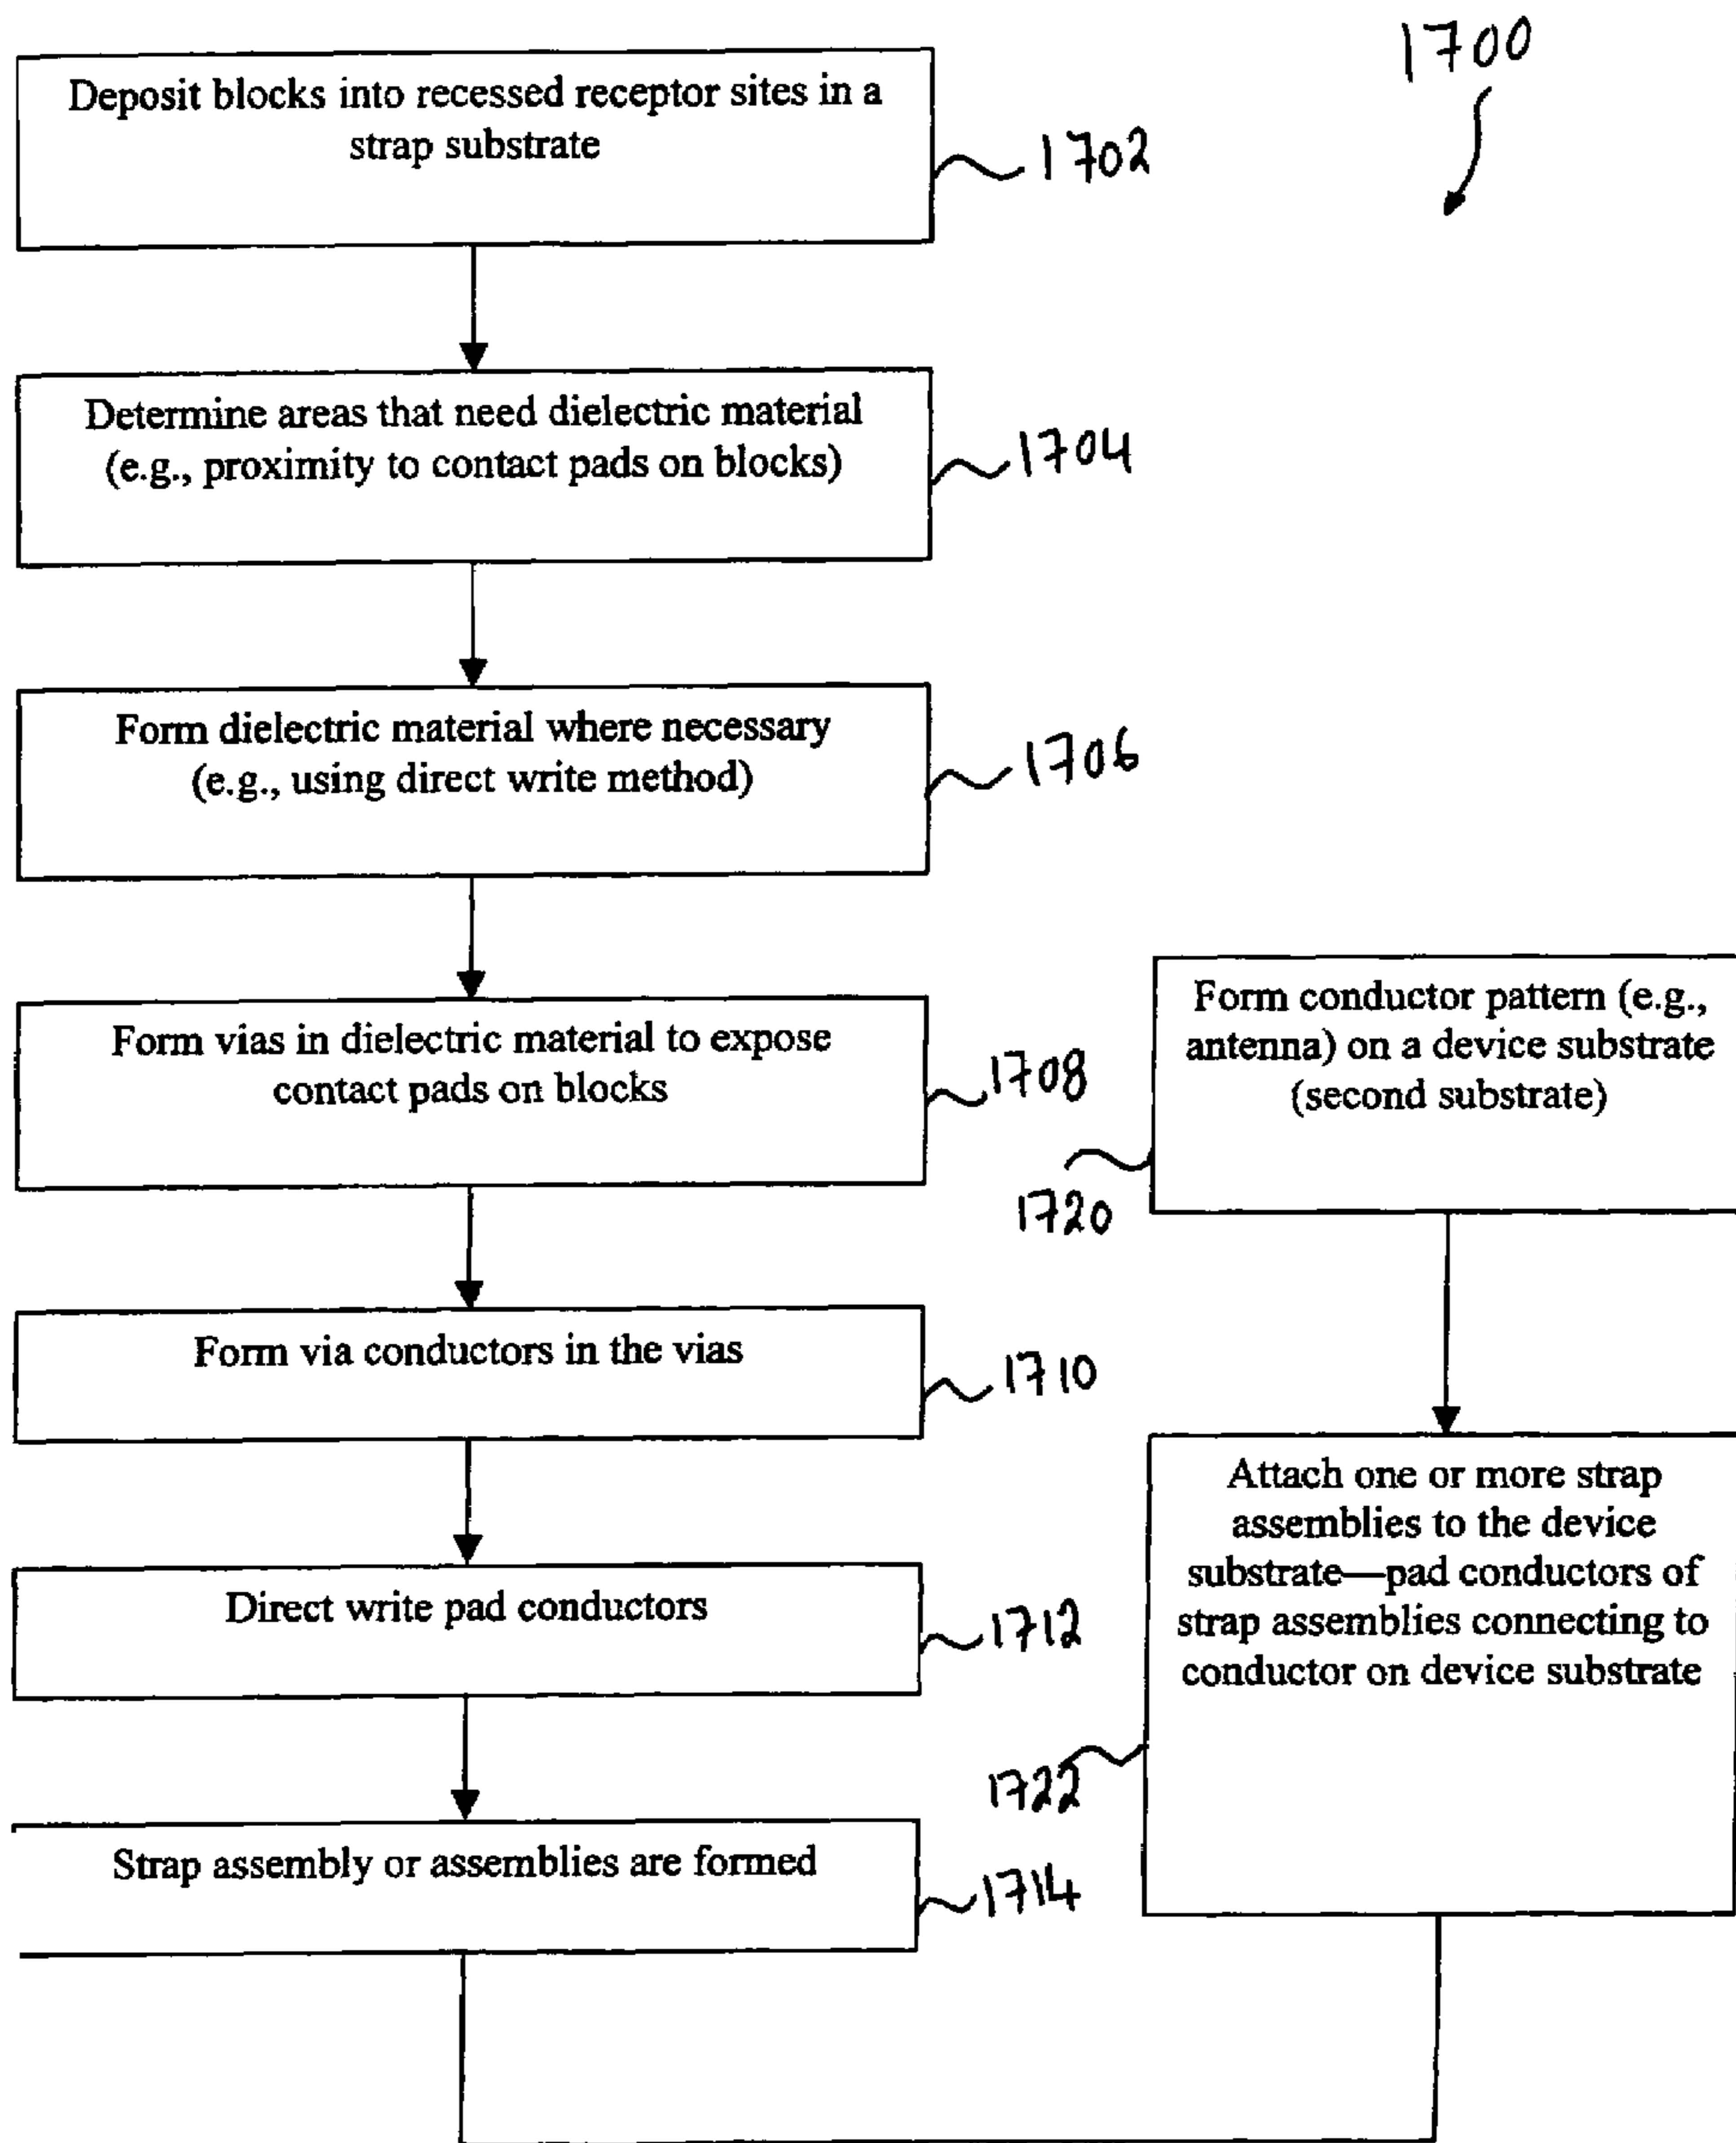 1700
Deposit blocks into recessed receptor sites in a
strap substrate
1702
Determine areas that need dielectric material
(e.g., proximity to contact pads on blocks)
1704
Form dielectric material where necessary
(e.g., using direct write method)
1706
Form vias in dielectric material to expose
contact pads on blocks
1708
Form via conductors in the vias
1710
Direct write pad conductors
1712
Strap assembly or assemblies are formed
1714
Form conductor pattern (e.g.,
antenna) on a device substrate
(second substrate)
1720
Attach one or more strap
assemblies to the device
substrate—pad conductors of
strap assemblies connecting to
conductor on device substrate
1722